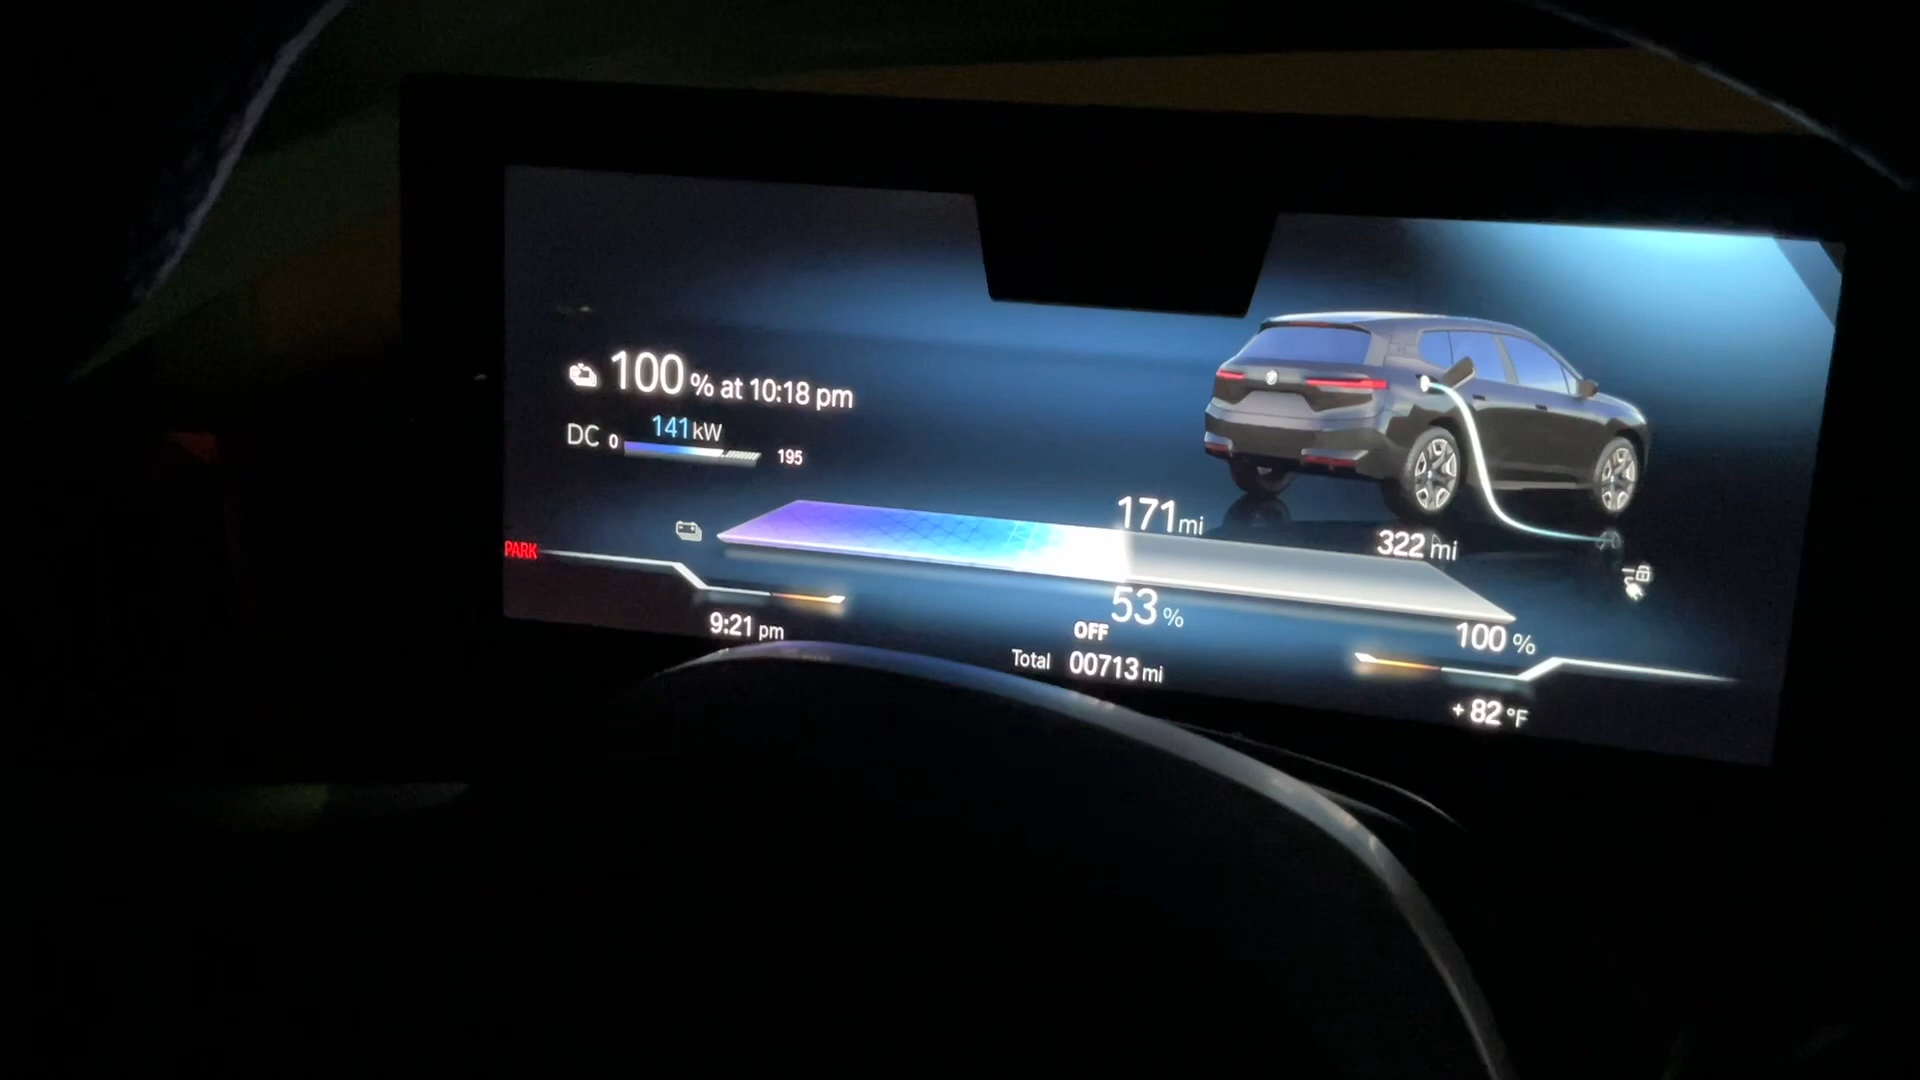 100 % at 10:18 pm
141 kW
DC 0 195
171 mi
322 mi
PARK
53 %
100 %
9:21 pm
OFF
Total 00713 mi
+ 82 °F